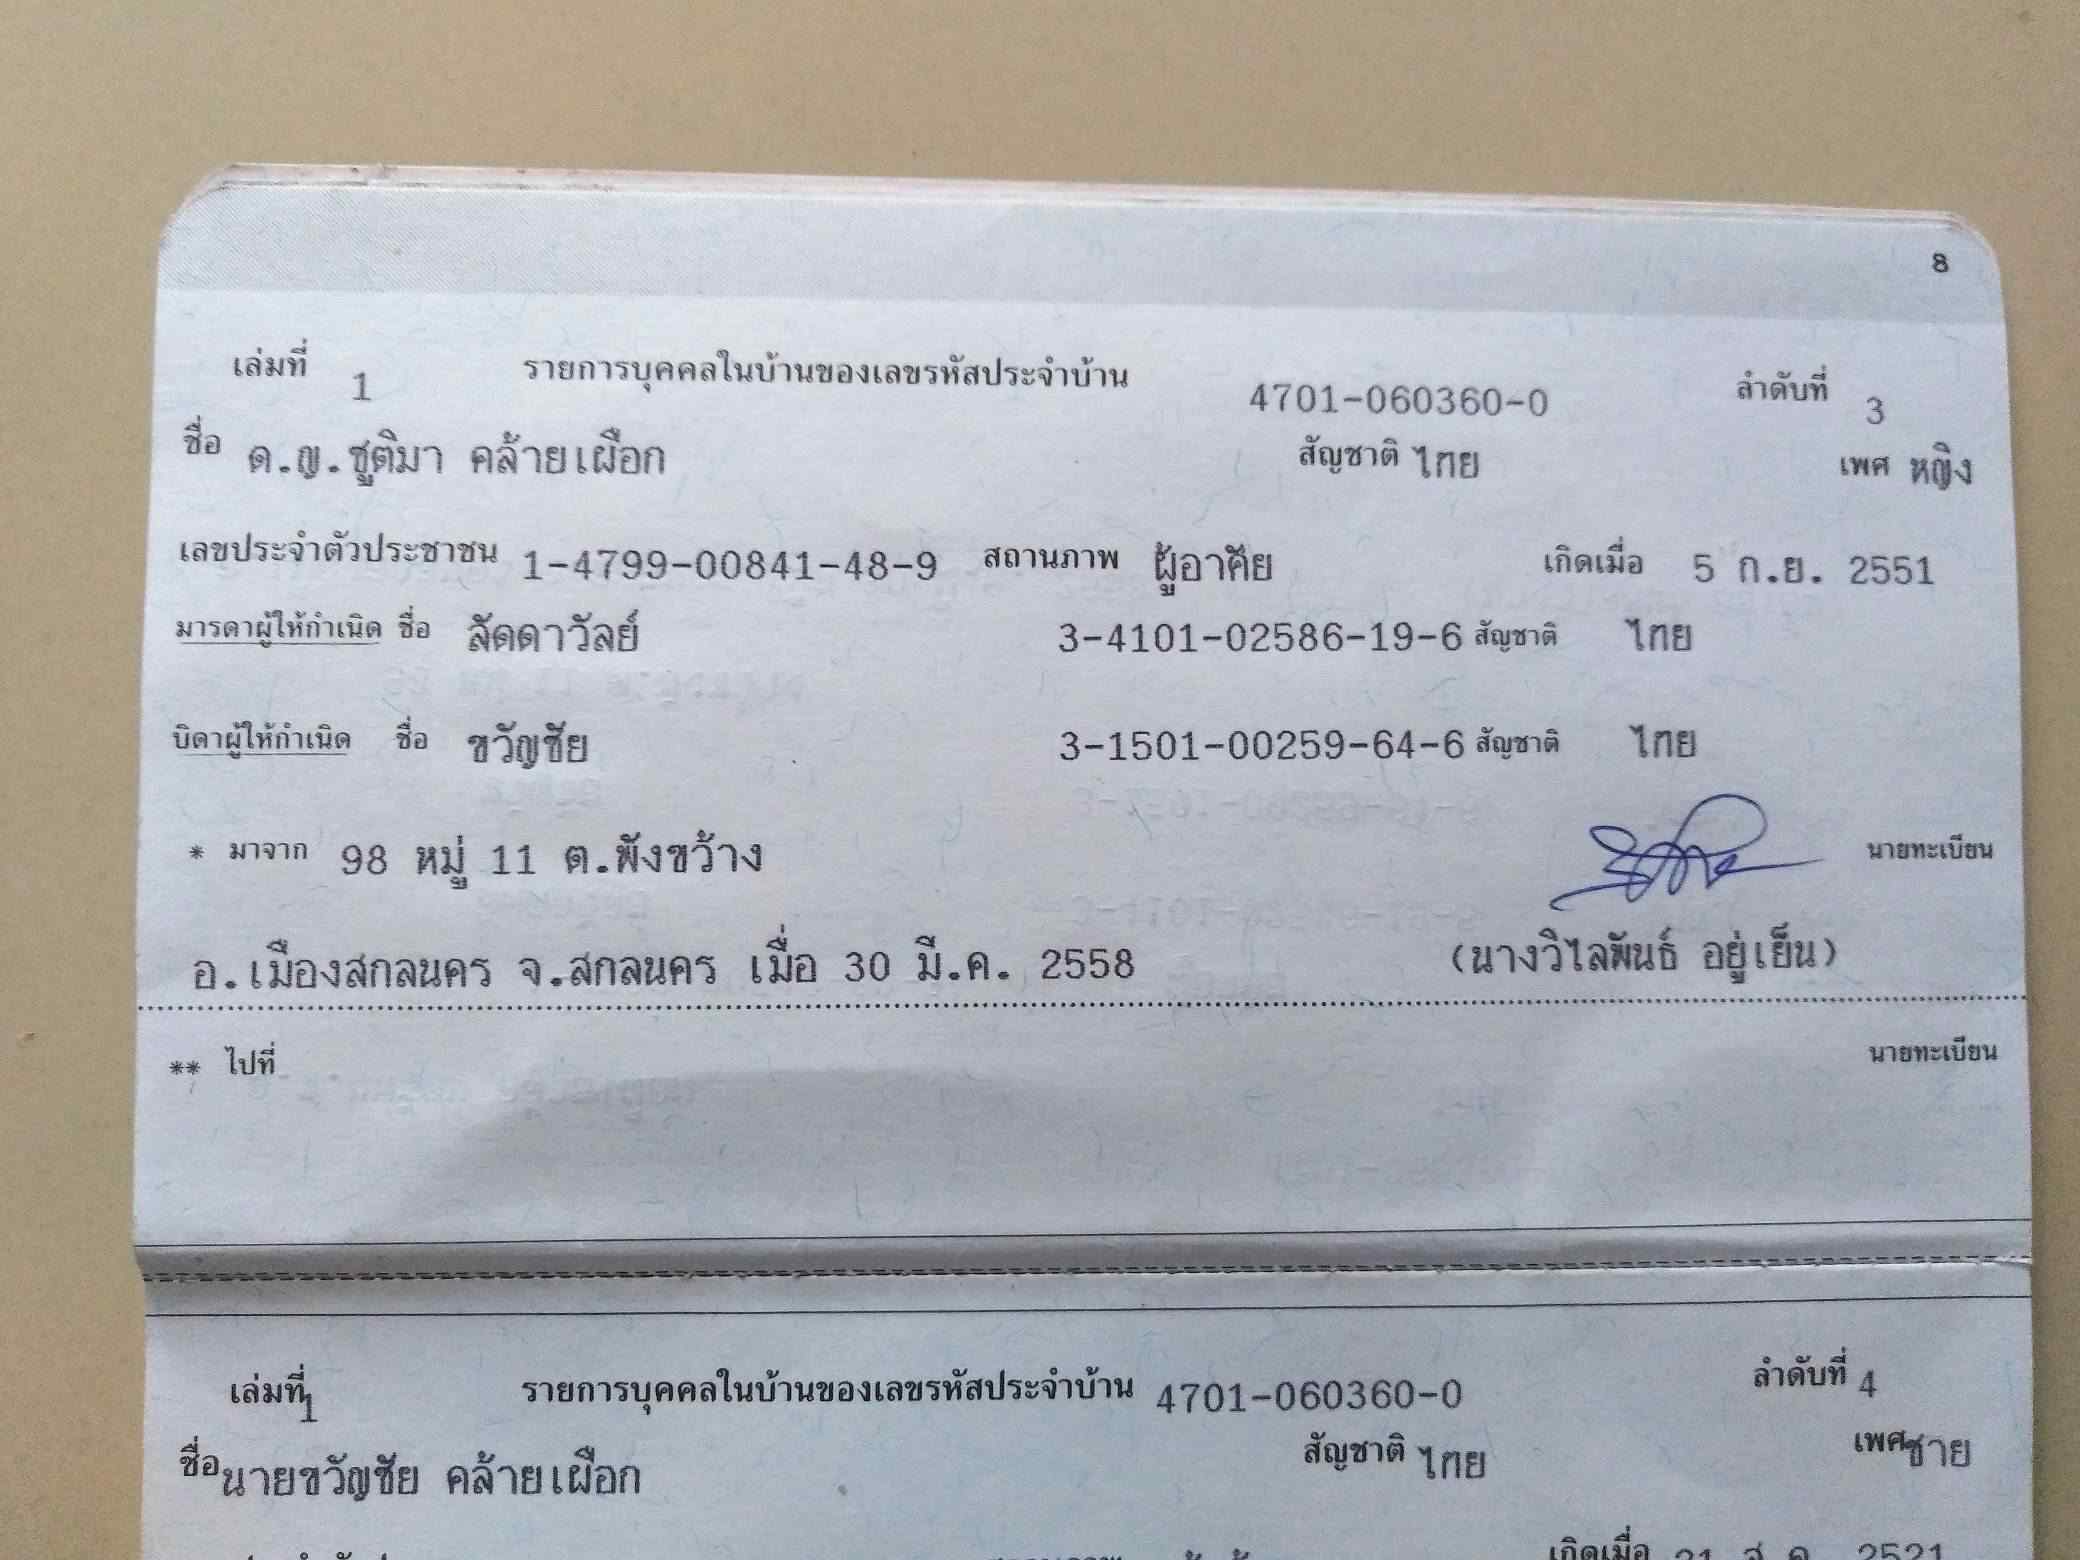 8
เล่มที่ 1 รายการบุคคลในบ้านของเลขรหัสประจำบ้าน 4701-060360-0 ลำดับที่ 3
ชื่อ ด.ญ.ชูติมา คล้ายเผือก สัญชาติ ไทย เพศ หญิง
เลขประจำตัวประชาชน 1-4799-00841-48-9 สถานภาพ ผู้อาศัย เกิดเมื่อ 5 ก.ย. 2551
มารดาผู้ให้กำเนิด ชื่อ ลัดดาวัลย์ 3-4101-02586-19-6 สัญชาติ ไทย
บิดาผู้ให้กำเนิด ชื่อ ขวัญชัย 3-1501-00259-64-6 สัญชาติ ไทย
* มาจาก 98 หมู่ 11 ต.พังขว้าง นายทะเบียน
อ.เมืองสกลนคร จ.สกลนคร เมื่อ 30 มี.ค. 2558 (นางวิไลพันธ์ อยู่เย็น)
** ไปที่ นายทะเบียน
เล่มที่ 1 รายการบุคคลในบ้านของเลขรหัสประจำบ้าน 4701-060360-0 ลำดับที่ 4
ชื่อ นายขวัญชัย คล้ายเผือก สัญชาติ ไทย เพศ ชาย
เกิดเมื่อ 21 ส.ค. 2521